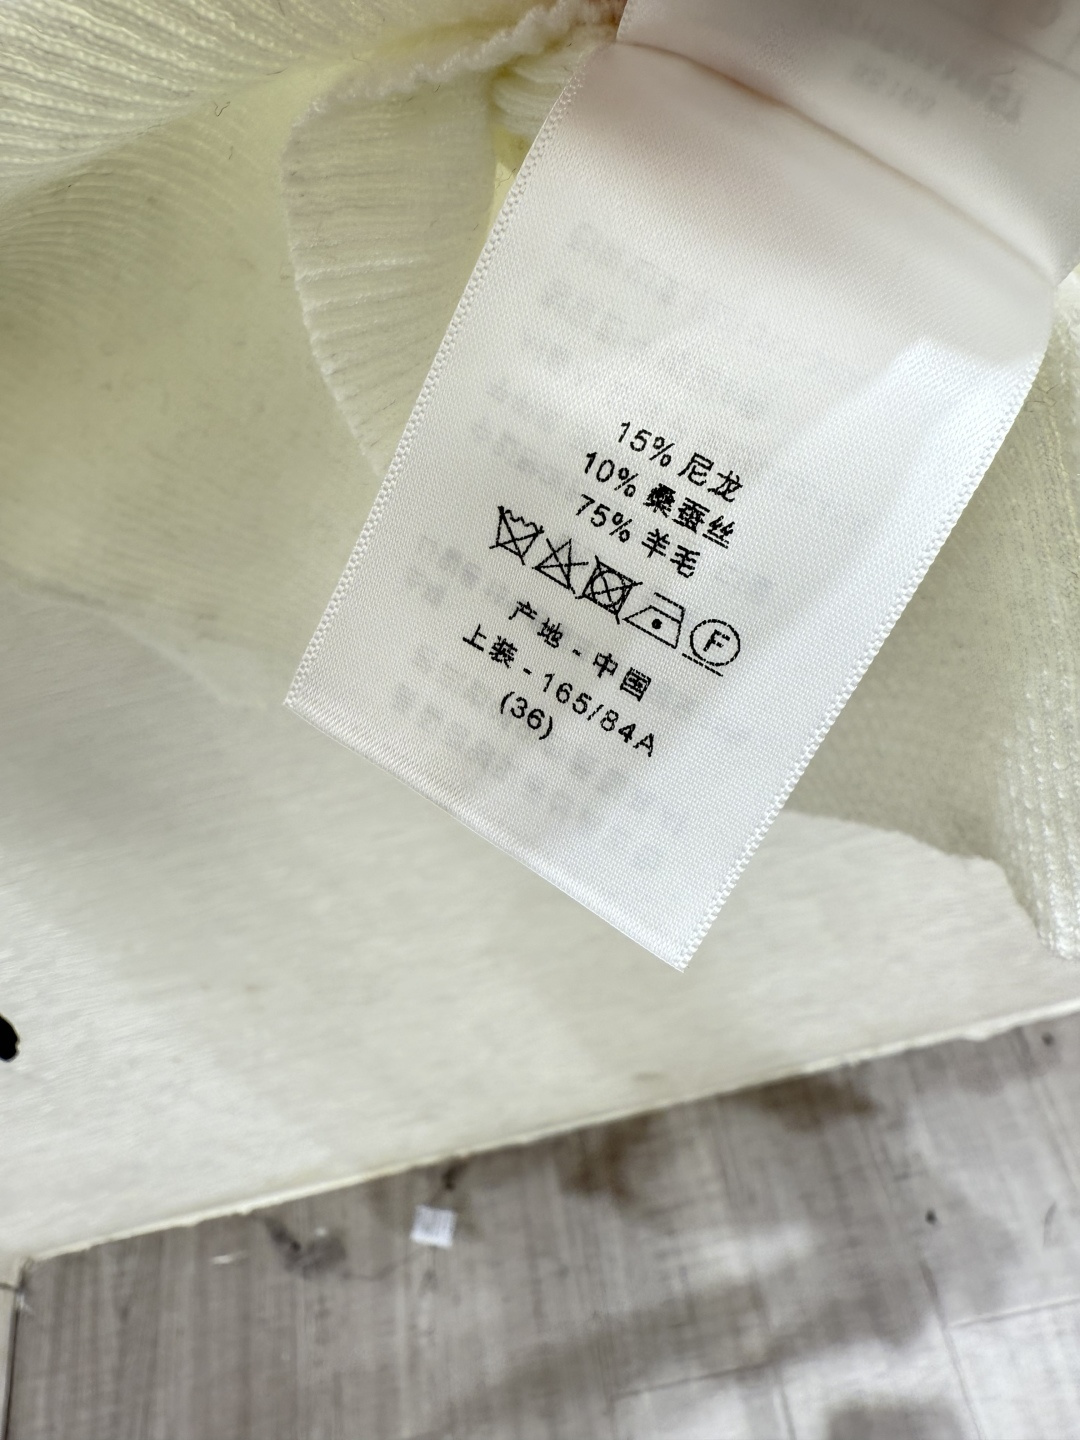 15% 尼龙
10% 桑蚕丝
75% 羊毛
F
产地 - 中国
上装 - 165/84A
(36)